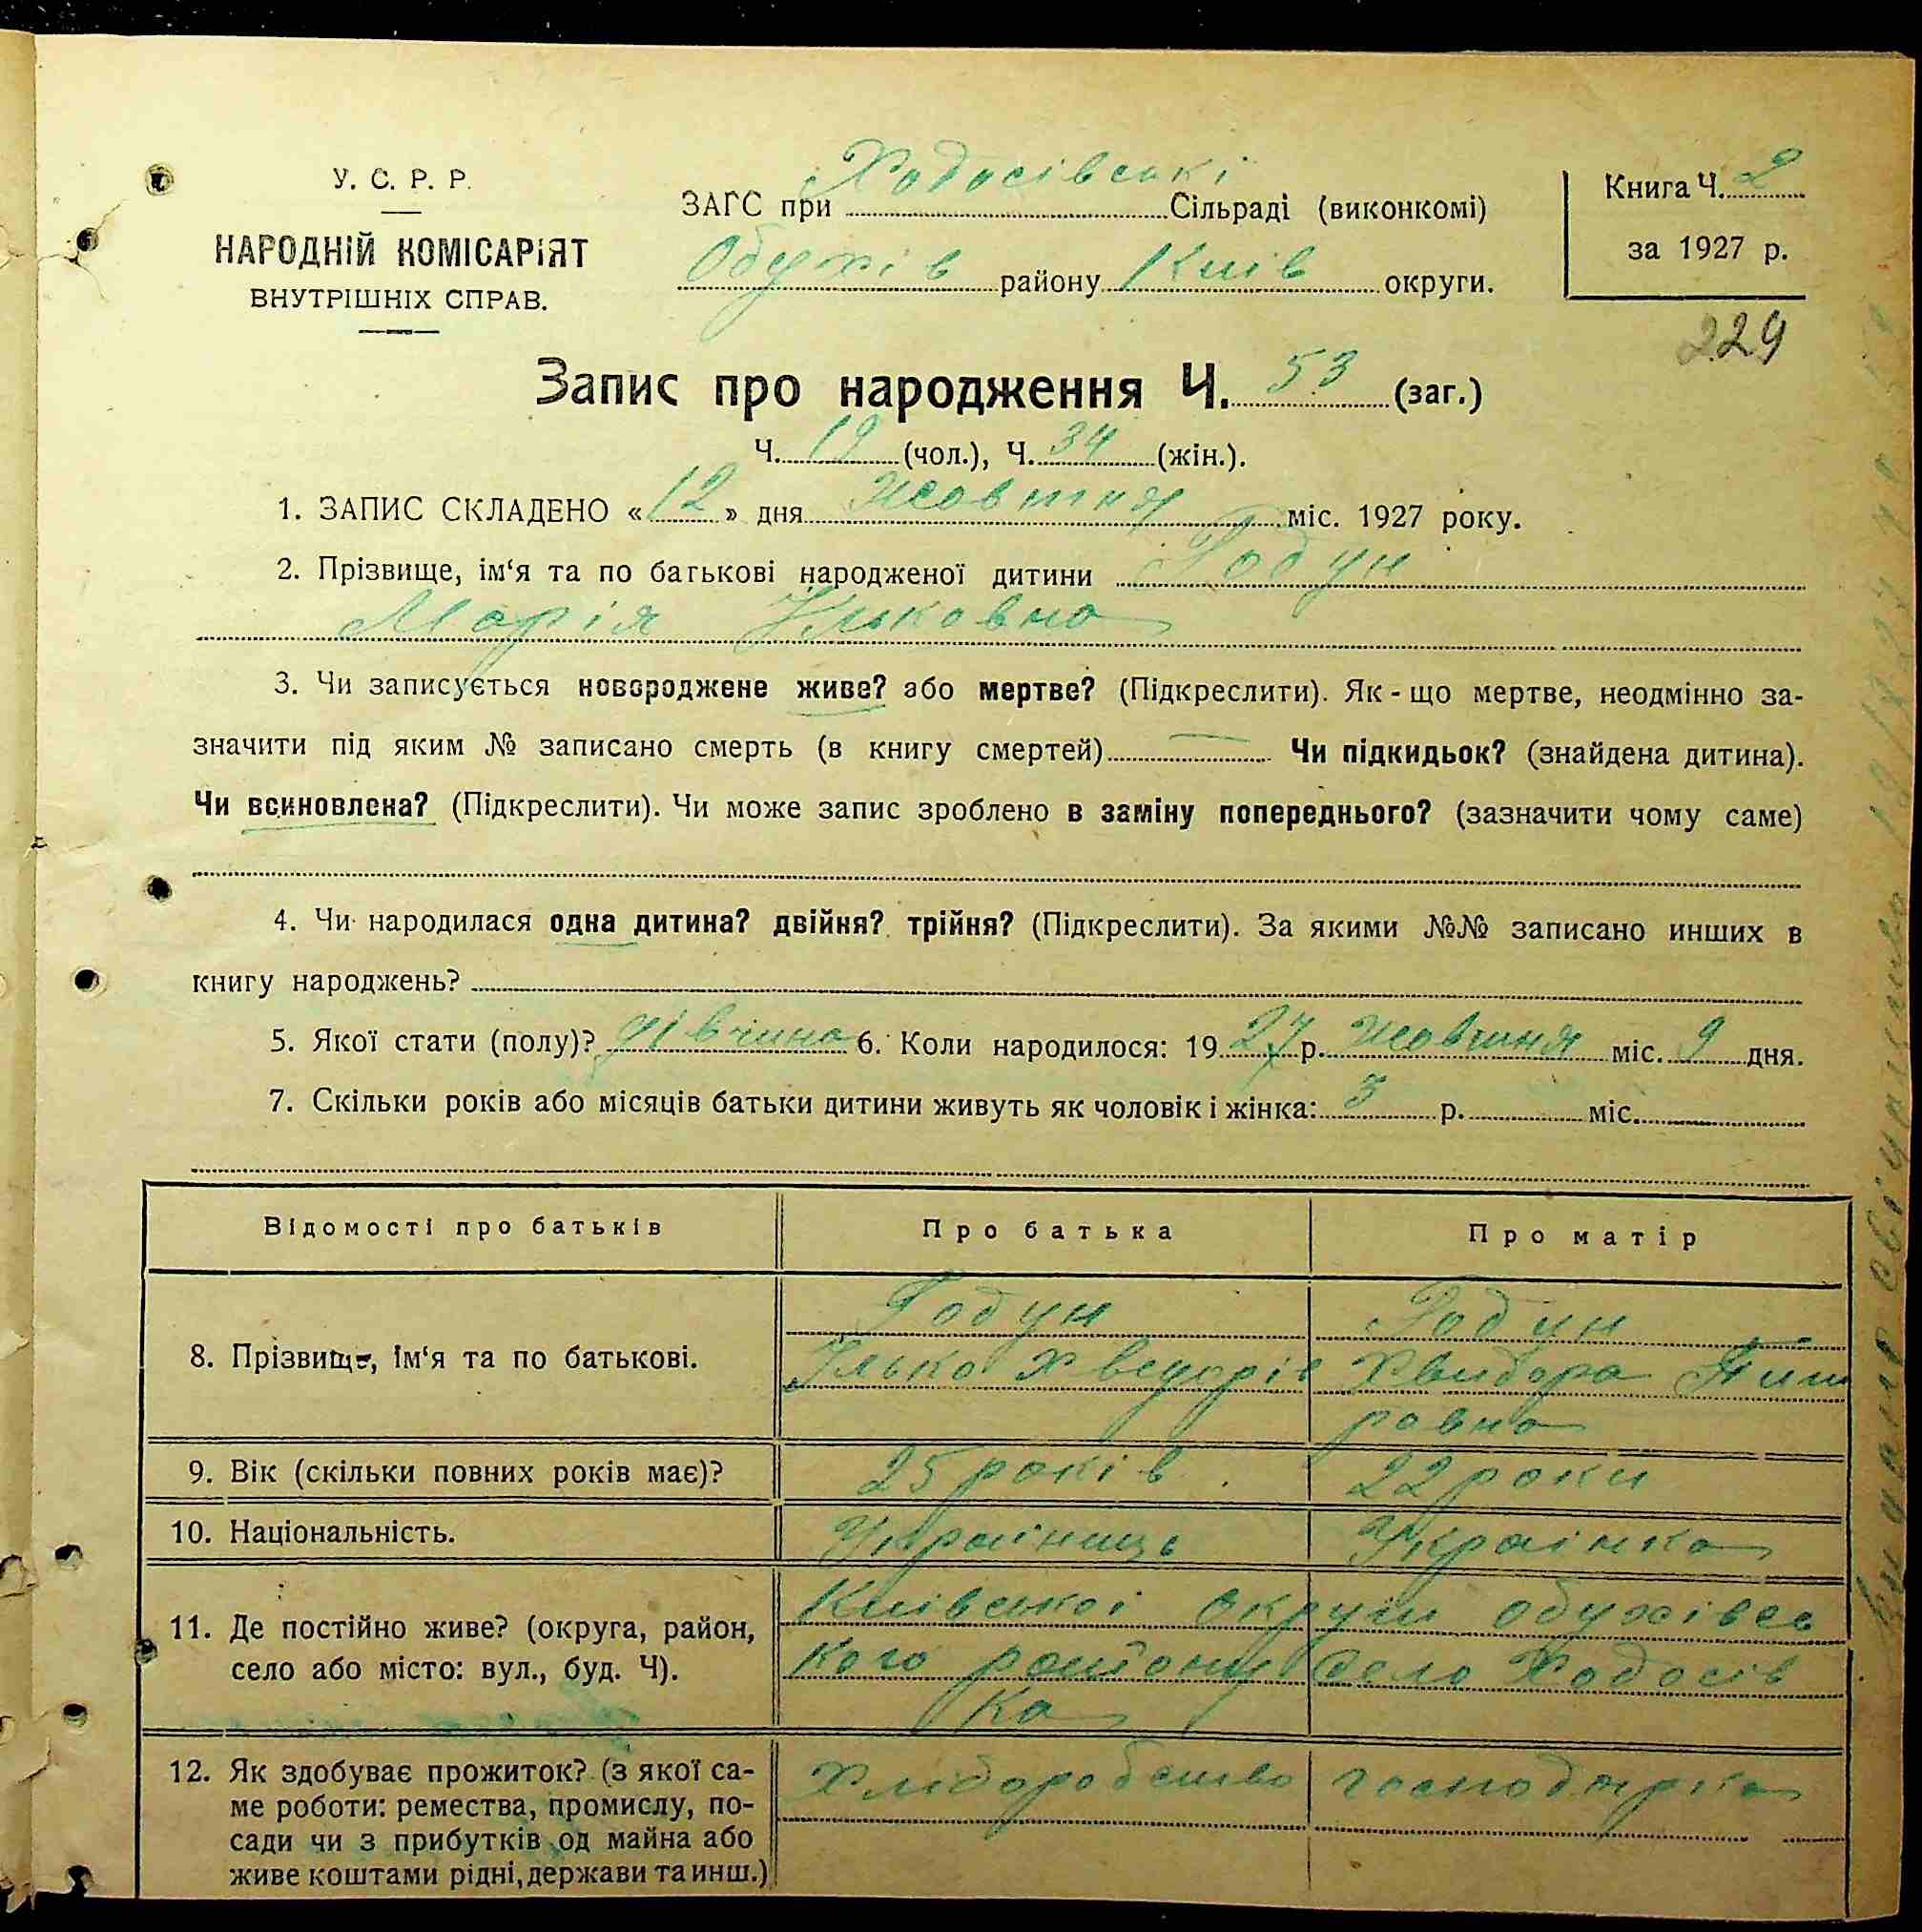 У. С. Р. Р.
НАРОДНІЙ КОМІСАРІЯТ
ВНУТРІШНІХ СПРАВ.
ЗАГС при Ходосівські Сільраді (виконкомі)
Обухів району Київ округи.
Книга Ч. 2
за 1927 р.
229
Запис про народження Ч. 53 (заг.)
Ч. 19 (чол.), Ч. 34 (жін.).
1. ЗАПИС СКЛАДЕНО «12» дня Жовтня міс. 1927 року.
2. Прізвище, ім‘я та по батькові народженої дитини Годун
Марія Ильковна
3. Чи записується новороджене живе? або мертве? (Підкреслити). Як-що мертве, неодмінно за-
значити під яким № записано смерть (в книгу смертей) — Чи підкидьок? (знайдена дитина).
Чи всиновлена? (Підкреслити). Чи може запис зроблено в заміну попереднього? (зазначити чому саме)
4. Чи народилася одна дитина? двійня? трійня? (Підкреслити). За якими №№ записано инших в
книгу народжень?
5. Якої стати (полу)? дівчина 6. Коли народилося: 1927 р. Жовтня міс. 9 дня.
7. Скільки років або місяців батьки дитини живуть як чоловік і жінка: 3 р. міс.
Відомості про батьків Про батька Про матір
8. Прізвище, ім‘я та по батькові.
Годун Годун
Ілько Хведорів Хвидора
ровна
9. Вік (скільки повних років має)? 25 років 22 роки
10. Національність. Українець Українка
11. Де постійно живе? (округа, район,
село або місто: вул., буд. Ч).
Київської округи обухівсь
кого району село Ходосів
ка
12. Як здобуває прожиток? (з якої са-
ме роботи: ремества, промислу, по-
сади чи з прибутків од майна або
живе коштами рідні, держави та инш.)
Хліборобство господарка